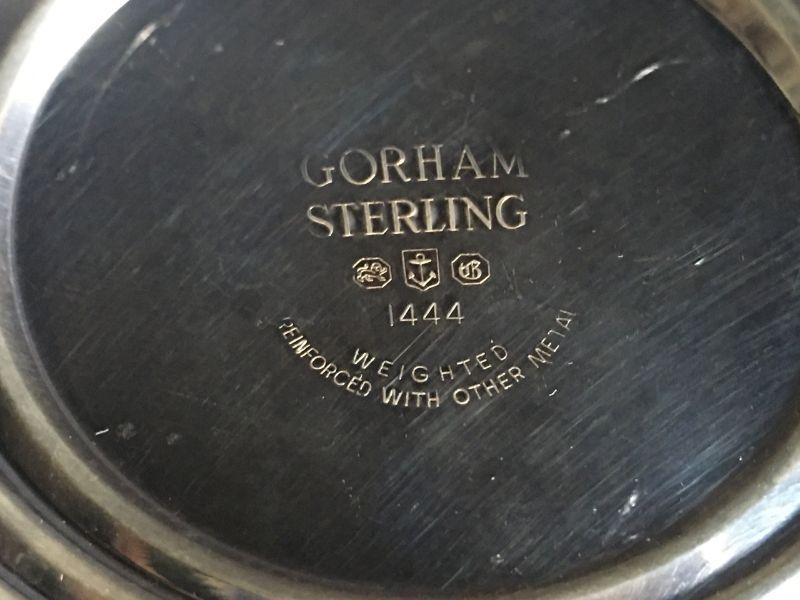 GORHAM
STERLING
G
1444
WEIGHTED
REINFORCED WITH OTHER METAL